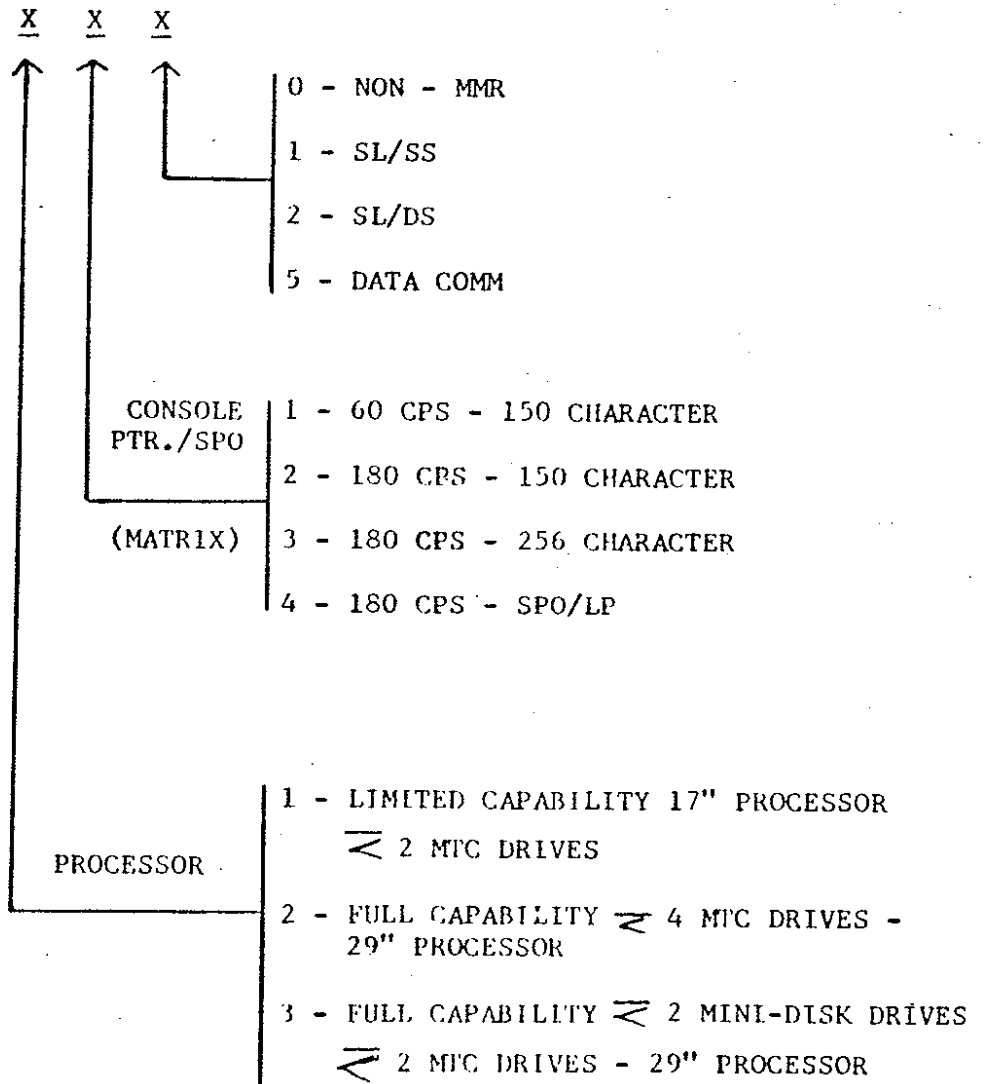 X X X
0 - NON - MMR
1 - SL/SS
2 - SL/DS
5 - DATA COMM
CONSOLE
PTR./SPO
(MATRIX)
1 - 60 CPS - 150 CHARACTER
2 - 180 CPS - 150 CHARACTER
3 - 180 CPS - 256 CHARACTER
4 - 180 CPS - SPO/LP
PROCESSOR
1 - LIMITED CAPABILITY 17" PROCESSOR
≤ 2 MTC DRIVES
2 - FULL CAPABILITY ≤ 4 MTC DRIVES -
29" PROCESSOR
3 - FULL CAPABILITY ≤ 2 MINI-DISK DRIVES
≤ 2 MTC DRIVES - 29" PROCESSOR